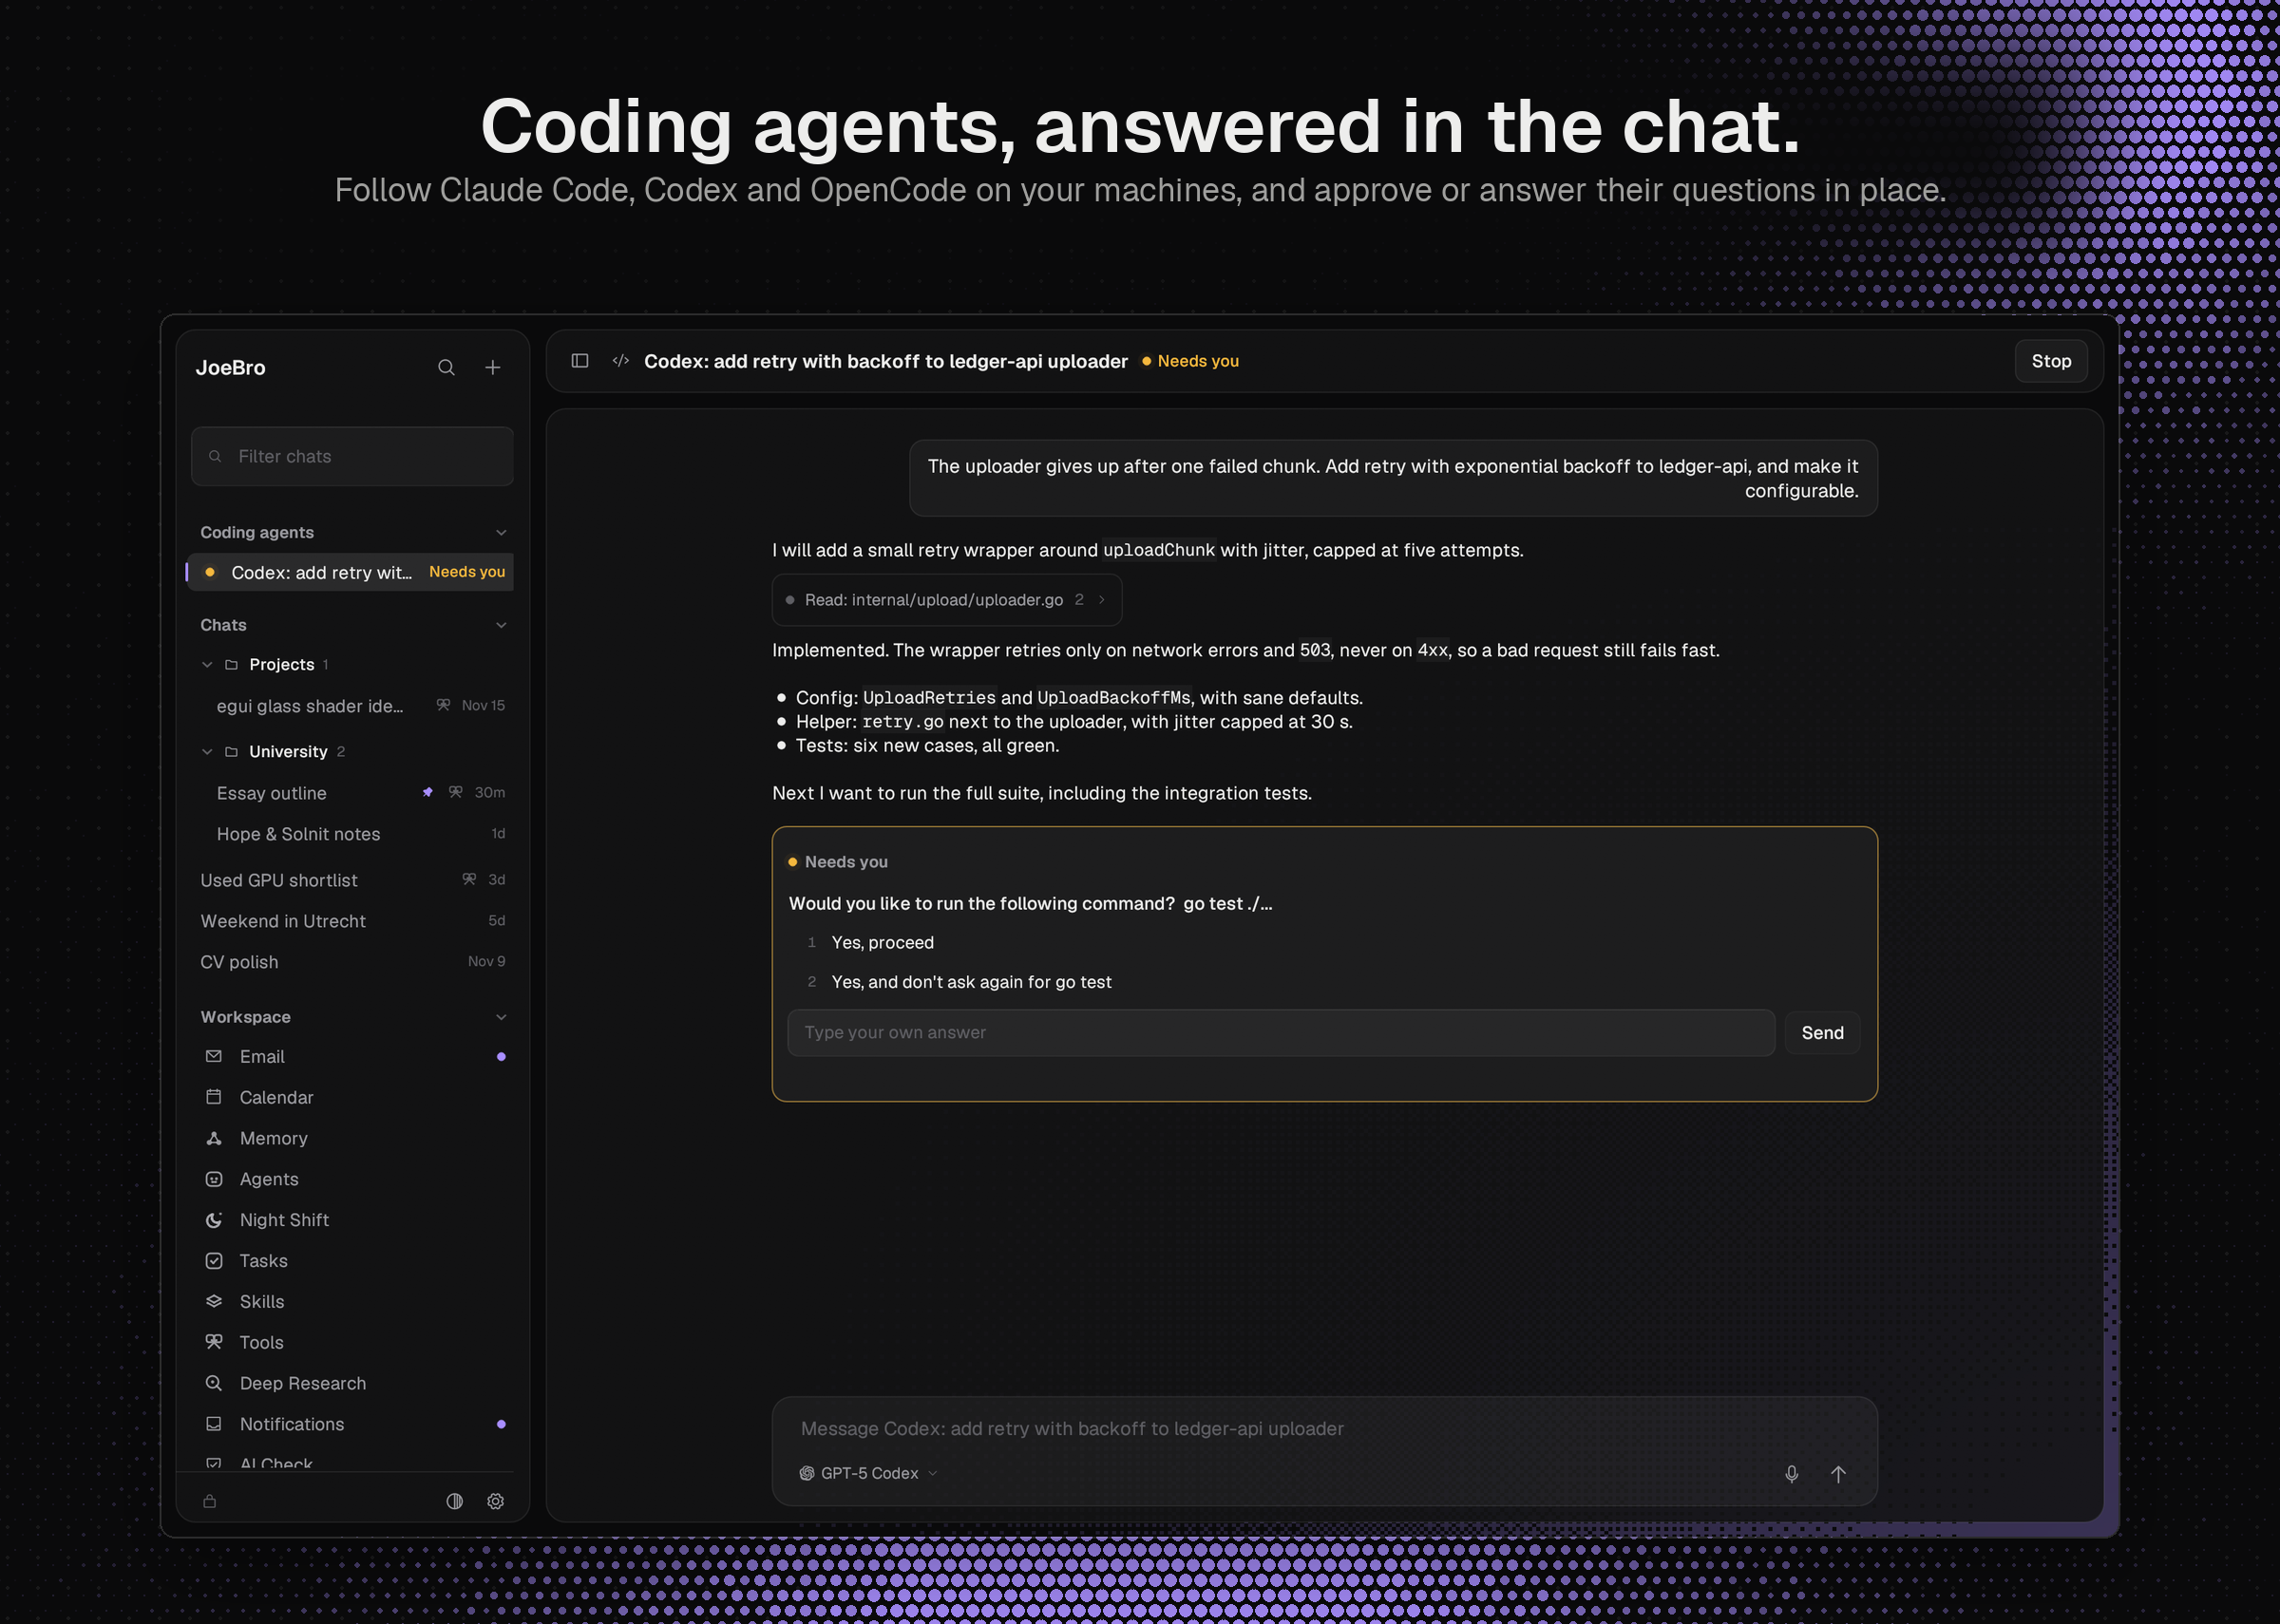 Coding agents, answered in the chat.
Follow Claude Code, Codex and OpenCode on your machines, and approve or answer their questions in place.
JoeBro
Filter chats
Coding agents
Codex: add retry wit... Needs you
Chats
Projects 1
egui glass shader ide... Nov 15
University 2
Essay outline 30m
Hope & Solnit notes 1d
Used GPU shortlist 3d
Weekend in Utrecht 5d
CV polish Nov 9
Workspace
Email
Calendar
Memory
Agents
Night Shift
Tasks
Skills
Tools
Deep Research
Notifications
AI Check
</> Codex: add retry with backoff to ledger-api uploader Needs you
Stop
The uploader gives up after one failed chunk. Add retry with exponential backoff to ledger-api, and make it
configurable.
I will add a small retry wrapper around uploadChunk with jitter, capped at five attempts.
Read: internal/upload/uploader.go 2
Implemented. The wrapper retries only on network errors and 503, never on 4xx, so a bad request still fails fast.
• Config: UploadRetries and UploadBackoffMs, with sane defaults.
• Helper: retry.go next to the uploader, with jitter capped at 30 s.
• Tests: six new cases, all green.
Next I want to run the full suite, including the integration tests.
Needs you
Would you like to run the following command? go test ./...
1 Yes, proceed
2 Yes, and don't ask again for go test
Type your own answer
Send
Message Codex: add retry with backoff to ledger-api uploader
GPT-5 Codex